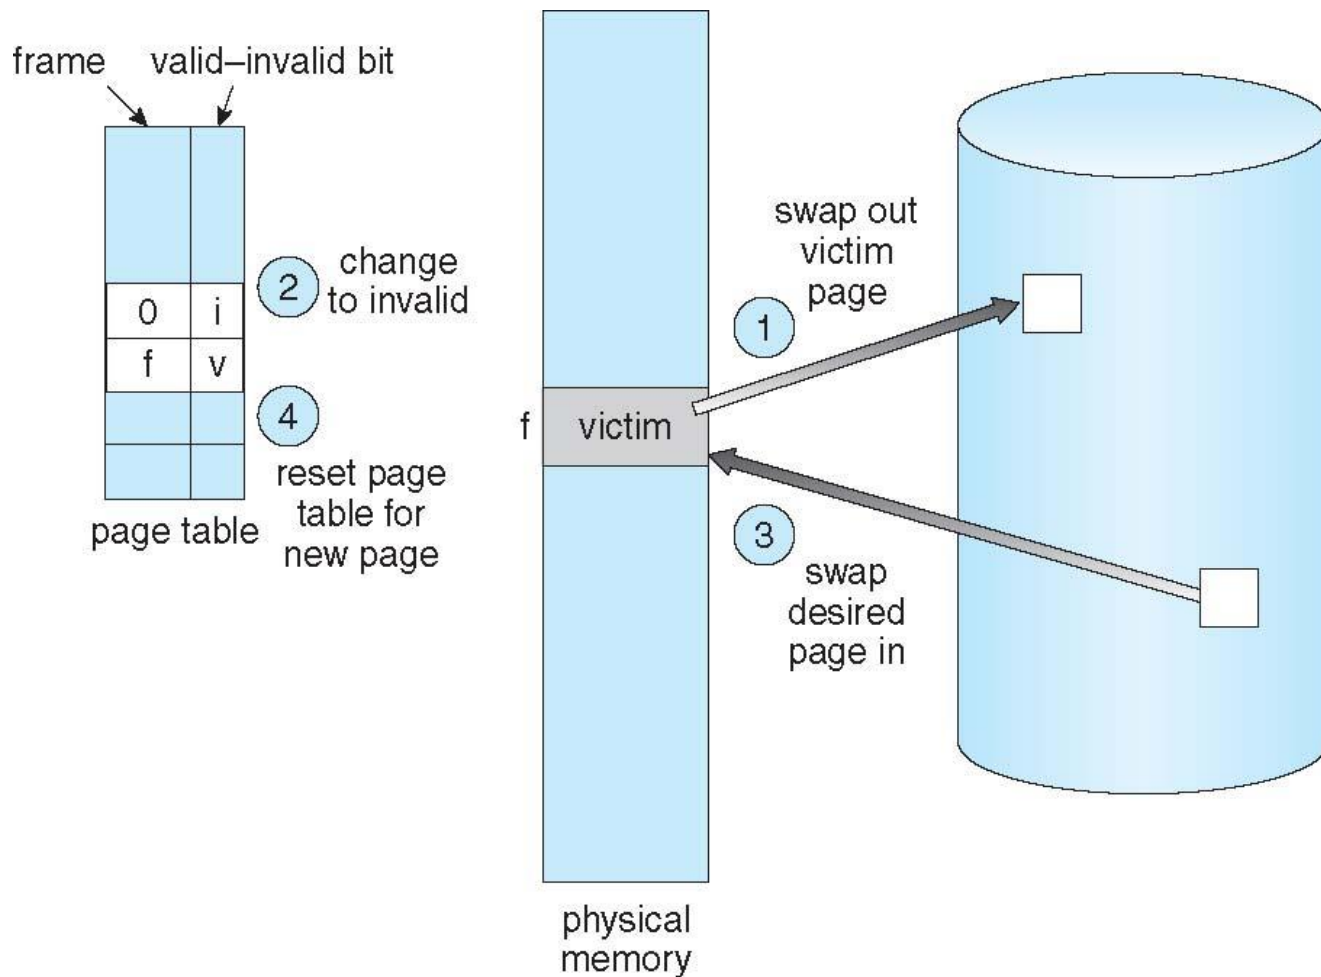 frame
valid–invalid bit
0 i
f v
2
change
to invalid
4
reset page
table for
new page
page table
f
victim
physical
memory
1
swap out
victim
page
3
swap
desired
page in